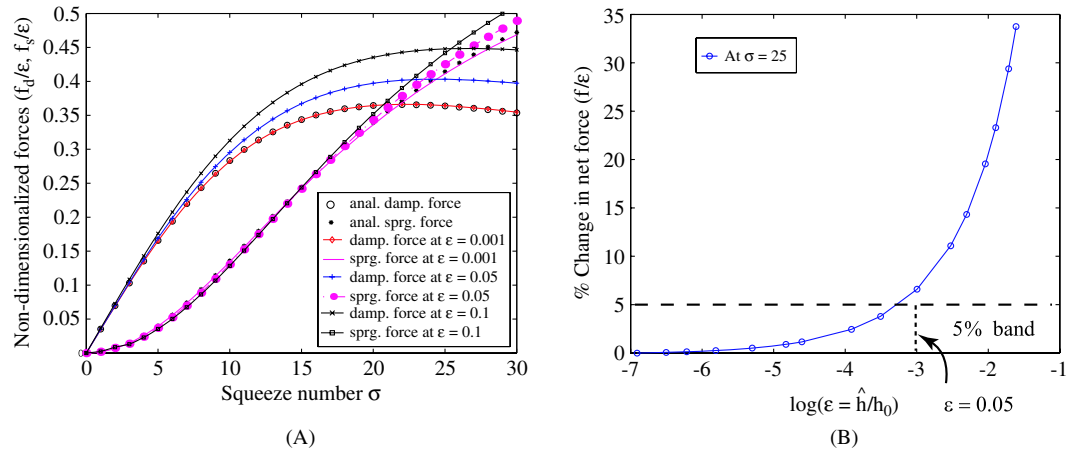 Non-dimensionalized forces (f_d/ε, f_s/ε)
0.5
0.45
0.4
0.35
0.3
0.25
0.2
0.15
0.1
0.05
0
0 5 10 15 20 25 30
Squeeze number σ
anal. damp. force
anal. sprg. force
damp. force at ε = 0.001
sprg. force at ε = 0.001
damp. force at ε = 0.05
sprg. force at ε = 0.05
damp. force at ε = 0.1
sprg. force at ε = 0.1
(A)
% Change in net force (f/ε)
35
30
25
20
15
10
5
0
-7 -6 -5 -4 -3 -2 -1
At σ = 25
5% band
log(ε = ĥ/h₀)
ε = 0.05
(B)